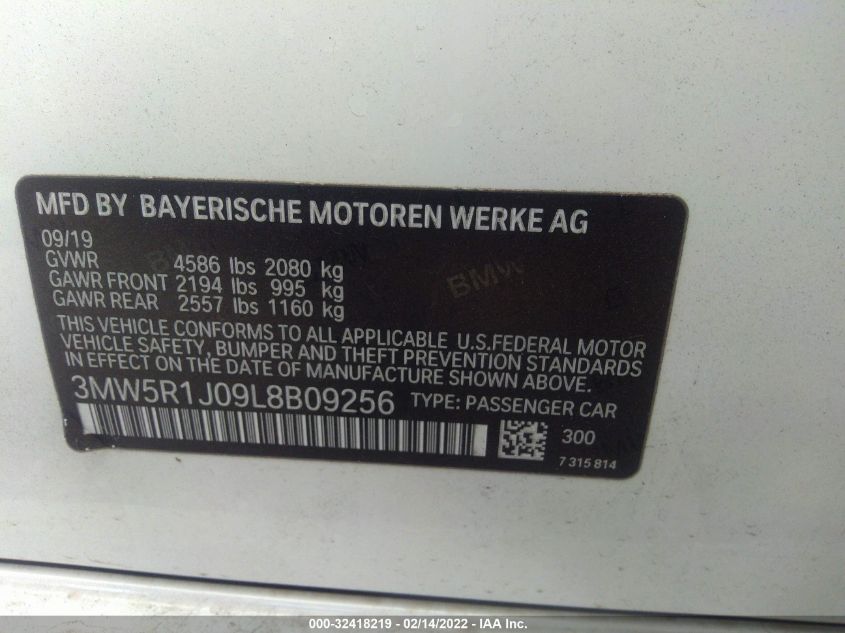 MFD BY BAYERISCHE MOTOREN WERKE AG
09/19
GVWR 4586 lbs 2080 kg
GAWR FRONT 2194 lbs 995 kg
GAWR REAR 2557 lbs 1160 kg
THIS VEHICLE CONFORMS TO ALL APPLICABLE U.S.FEDERAL MOTOR
VEHICLE SAFETY, BUMPER AND THEFT PREVENTION STANDARDS
IN EFFECT ON THE DATE OF MANUFACTURE SHOWN ABOVE.
3MW5R1J09L8B09256 TYPE: PASSENGER CAR
300
7 315 814
BMW
000-32418219 - 02/14/2022 - IAA Inc.